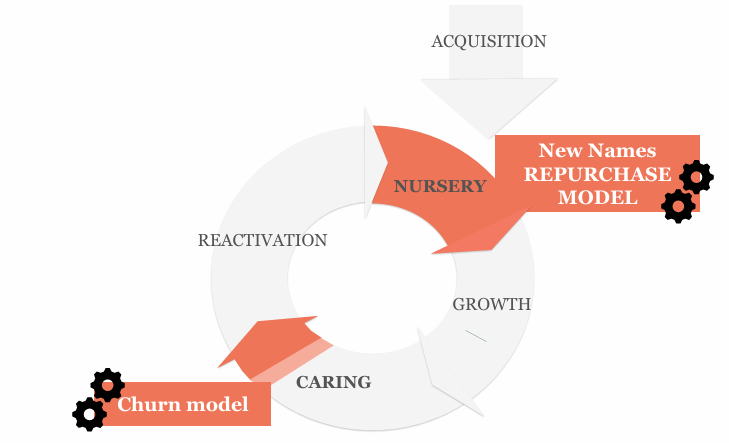 ACQUISITION
New Names
REPURCHASE
MODEL
NURSERY
REACTIVATION
GROWTH
CARING
Churn model